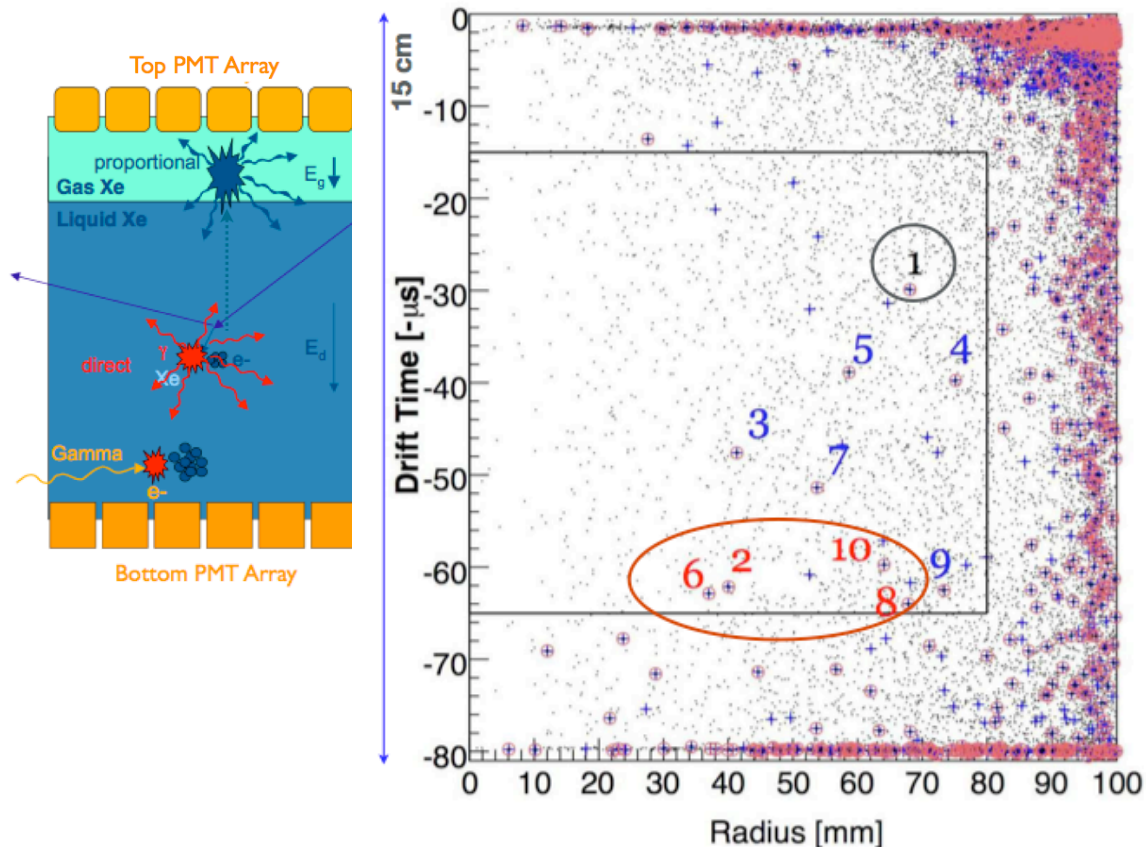 Top PMT Array
proportional
E_g
Gas Xe
Liquid Xe
direct
γ
Xe
e-
E_d
Gamma
e-
Bottom PMT Array
15 cm
Drift Time [-μs]
0
-10
-20
-30
-40
-50
-60
-70
-80
1
5
4
3
7
10
9
2
6
8
0 10 20 30 40 50 60 70 80 90 100
Radius [mm]